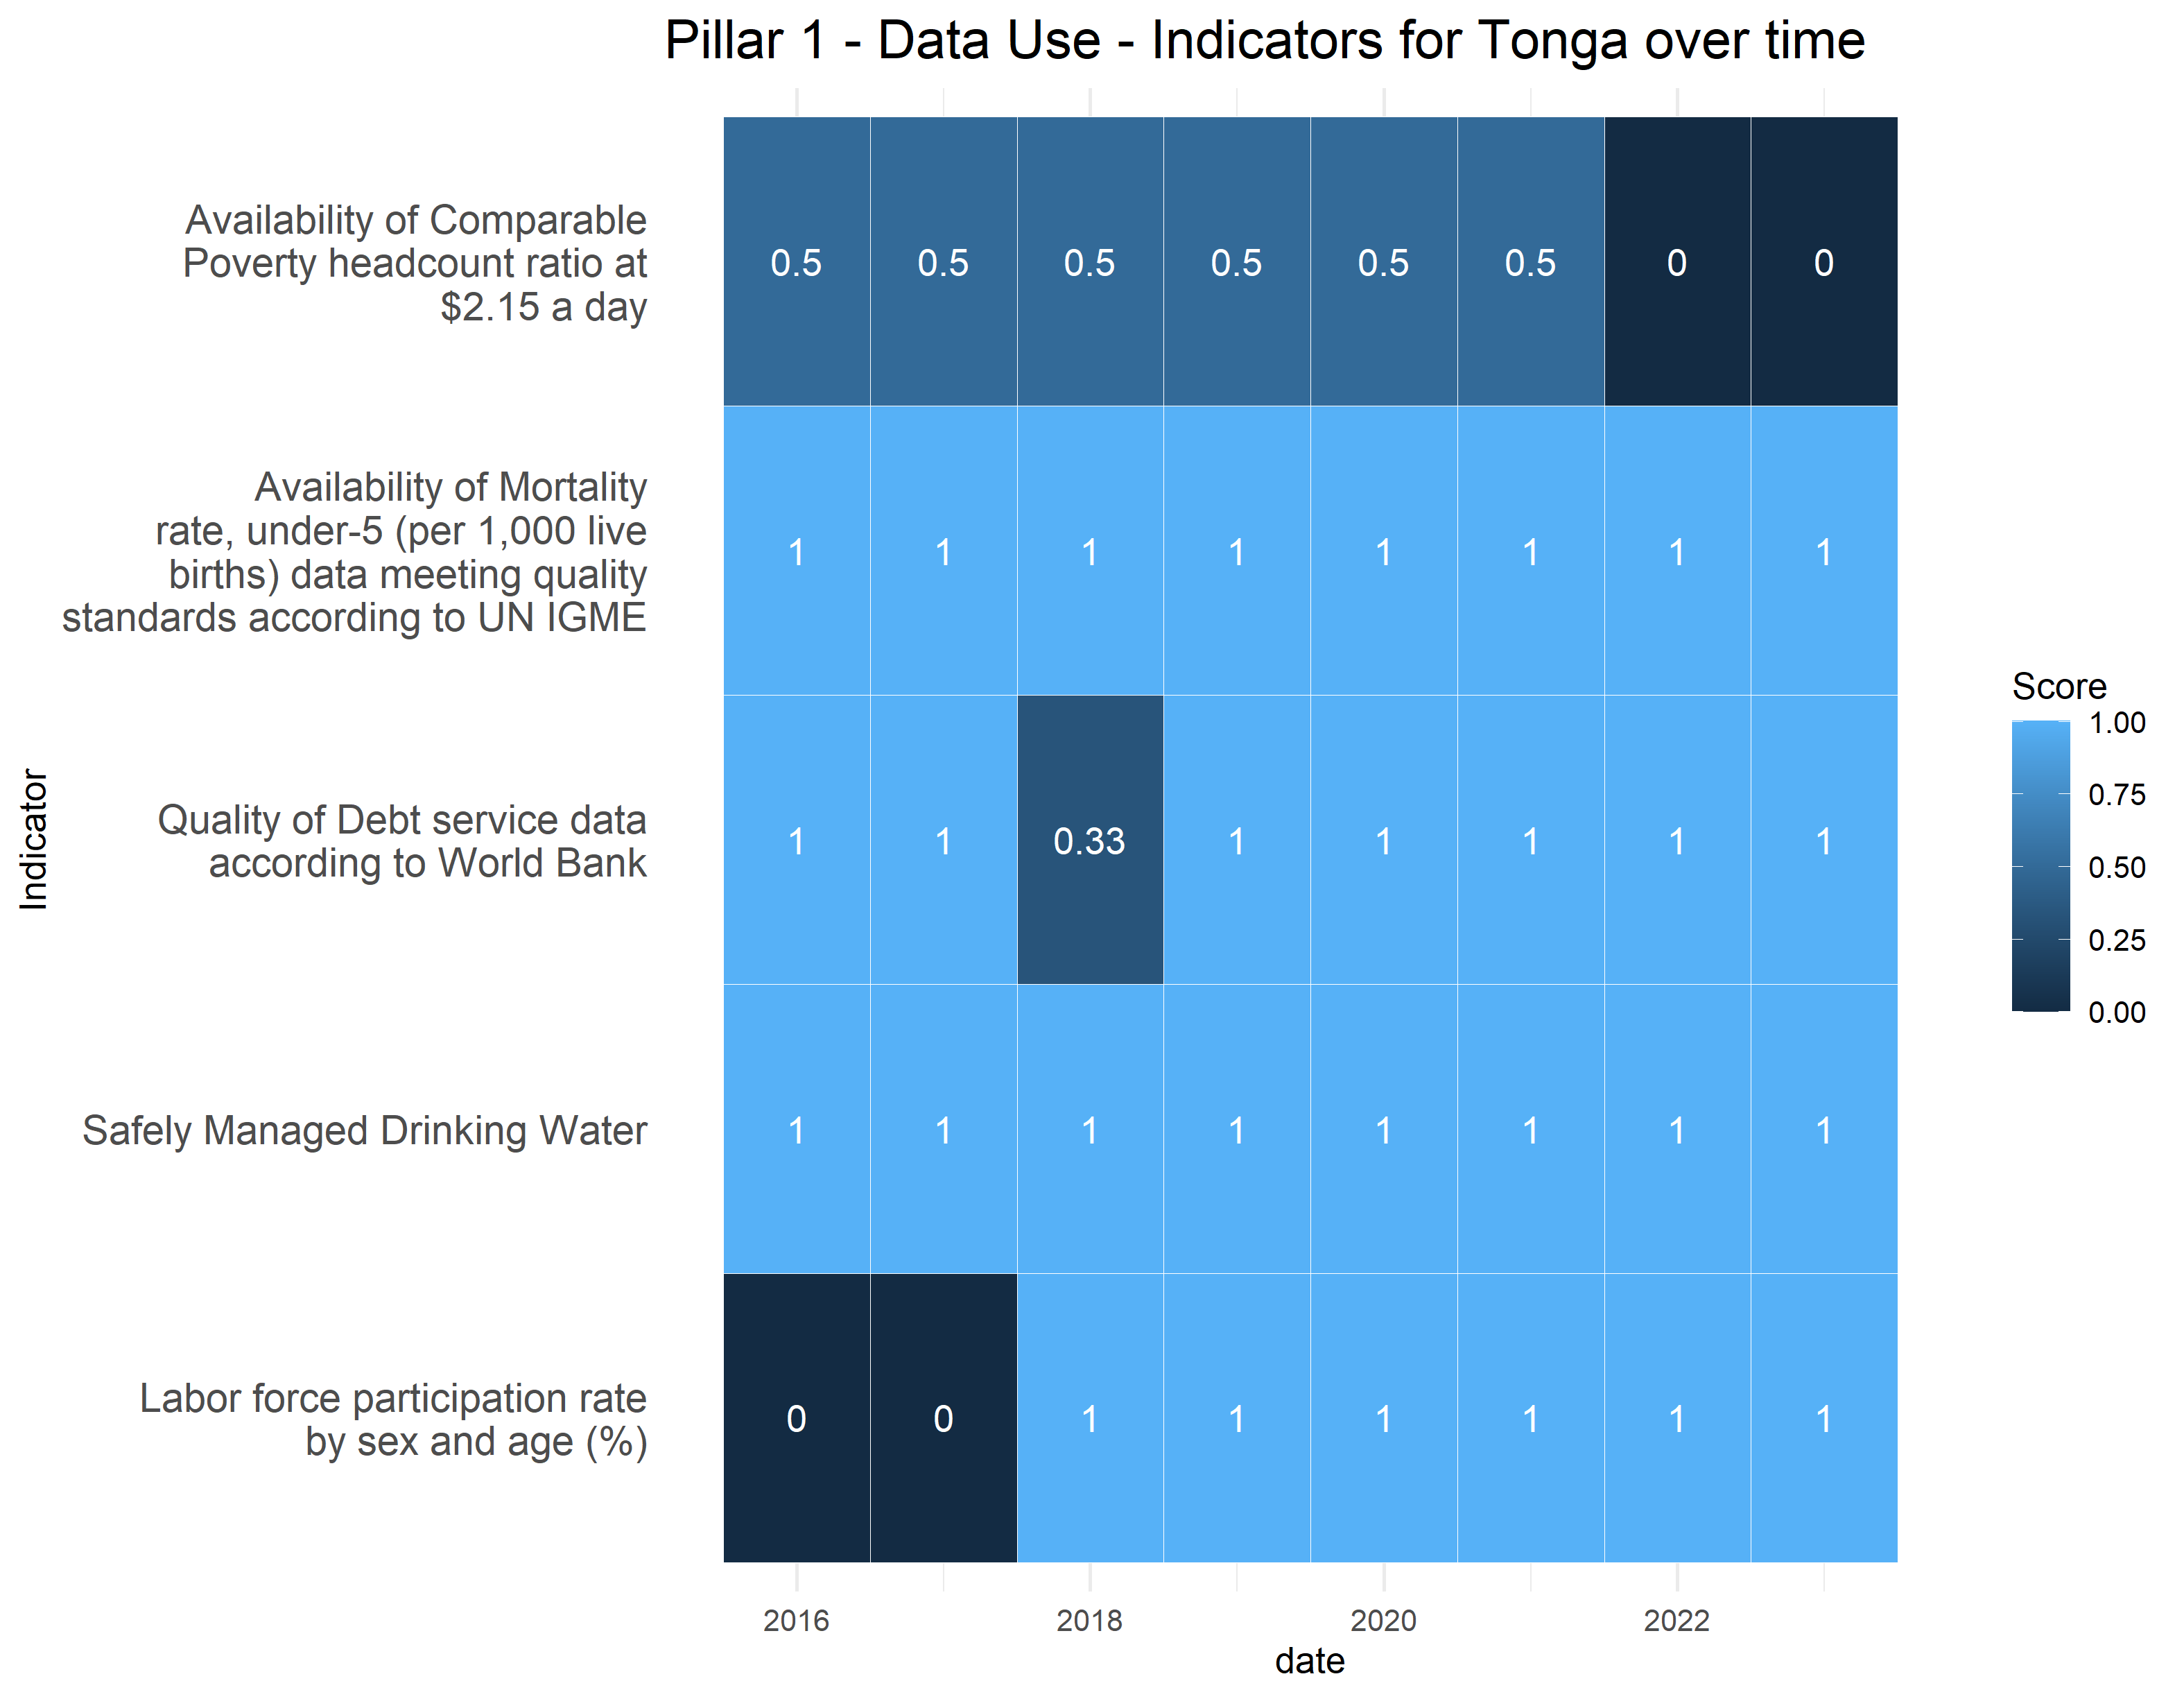 Pillar 1 - Data Use - Indicators for Tonga over time
Indicator
Availability of Comparable
Poverty headcount ratio at
$2.15 a day
0.5 0.5 0.5 0.5 0.5 0.5 0 0
Availability of Mortality
rate, under-5 (per 1,000 live
births) data meeting quality
standards according to UN IGME
1 1 1 1 1 1 1 1
Quality of Debt service data
according to World Bank
1 1 0.33 1 1 1 1 1
Safely Managed Drinking Water
1 1 1 1 1 1 1 1
Labor force participation rate
by sex and age (%)
0 0 1 1 1 1 1 1
2016 2018 2020 2022
date
Score
1.00
0.75
0.50
0.25
0.00